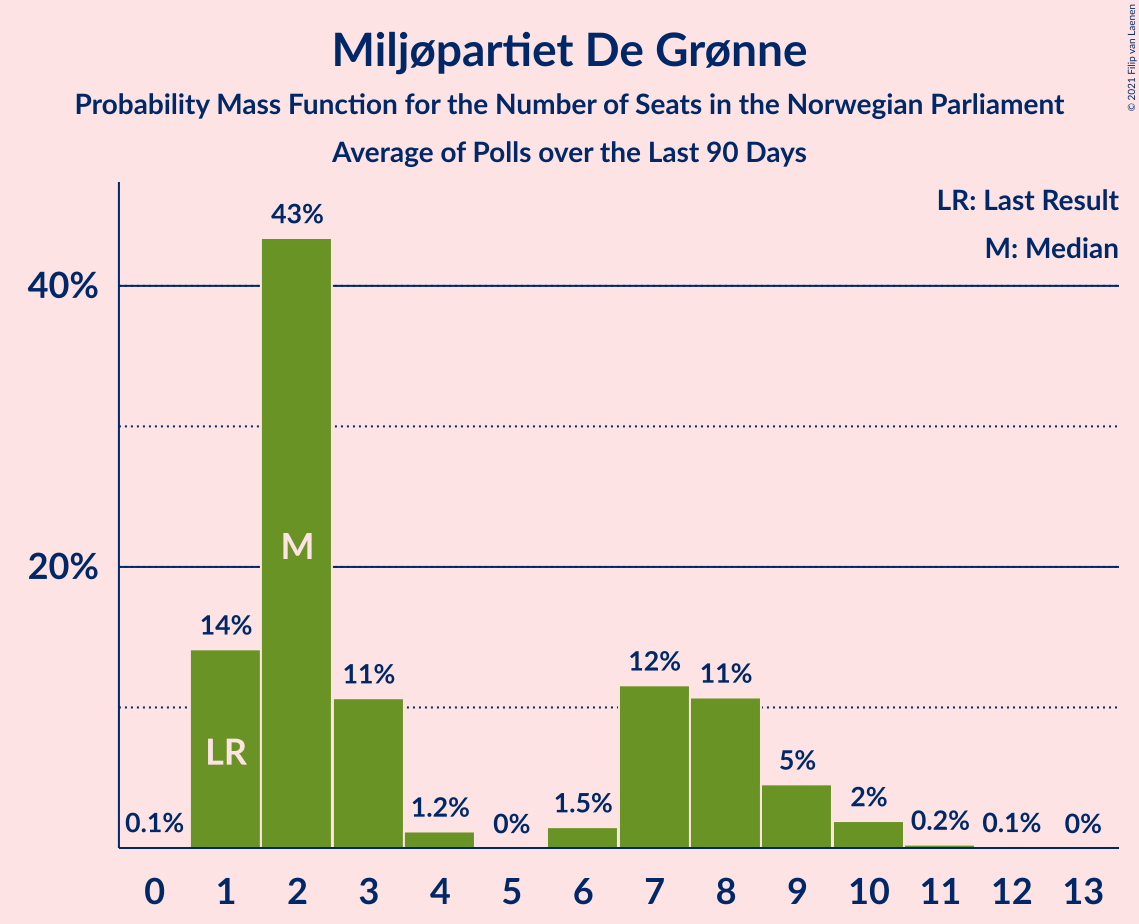 Miljøpartiet De Grønne
Probability Mass Function for the Number of Seats in the Norwegian Parliament
Average of Polls over the Last 90 Days
© 2021 Filip van Laenen
LR: Last Result
M: Median
43%
40%
M
20%
14%
12%
11%
11%
LR
5%
2%
1.5%
1.2%
0.1%
0%
0.2%
0.1%
0%
0 1 2 3 4 5 6 7 8 9 10 11 12 13